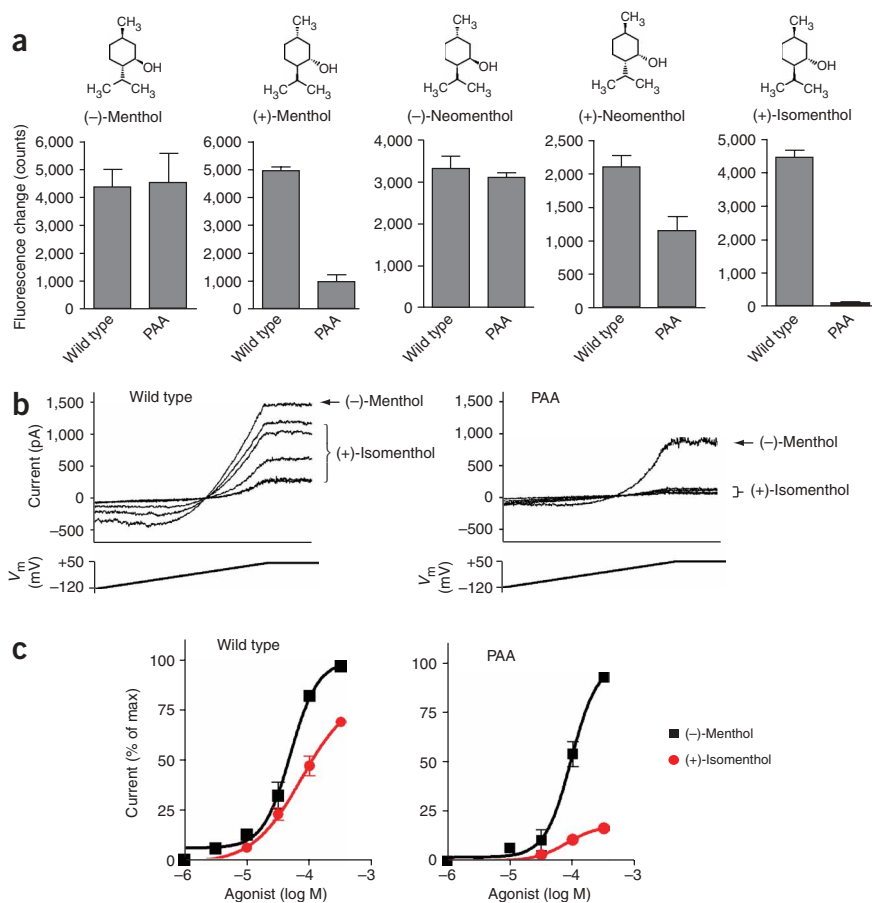 a
CH3
OH
H3C
CH3
(–)-Menthol
CH3
OH
H3C
CH3
(+)-Menthol
CH3
OH
H3C
CH3
(–)-Neomenthol
CH3
OH
H3C
CH3
(+)-Neomenthol
CH3
OH
H3C
CH3
(+)-Isomenthol
Fluorescence change (counts)
6,000
5,000
4,000
3,000
2,000
1,000
0
Wild type
PAA
6,000
5,000
4,000
3,000
2,000
1,000
0
Wild type
PAA
4,000
3,000
2,000
1,000
0
Wild type
PAA
2,500
2,000
1,500
1,000
500
0
Wild type
PAA
5,000
4,000
3,000
2,000
1,000
0
Wild type
PAA
b
Wild type
Current (pA)
1,500
1,000
500
0
–500
(–)-Menthol
(+)-Isomenthol
Vm (mV)
+50
–120
PAA
1,500
1,000
500
0
–500
(–)-Menthol
(+)-Isomenthol
Vm (mV)
+50
–120
c
Wild type
Current (% of max)
100
75
50
25
0
–6
–5
–4
–3
Agonist (log M)
PAA
100
75
50
25
0
–6
–5
–4
–3
Agonist (log M)
(–)-Menthol
(+)-Isomenthol